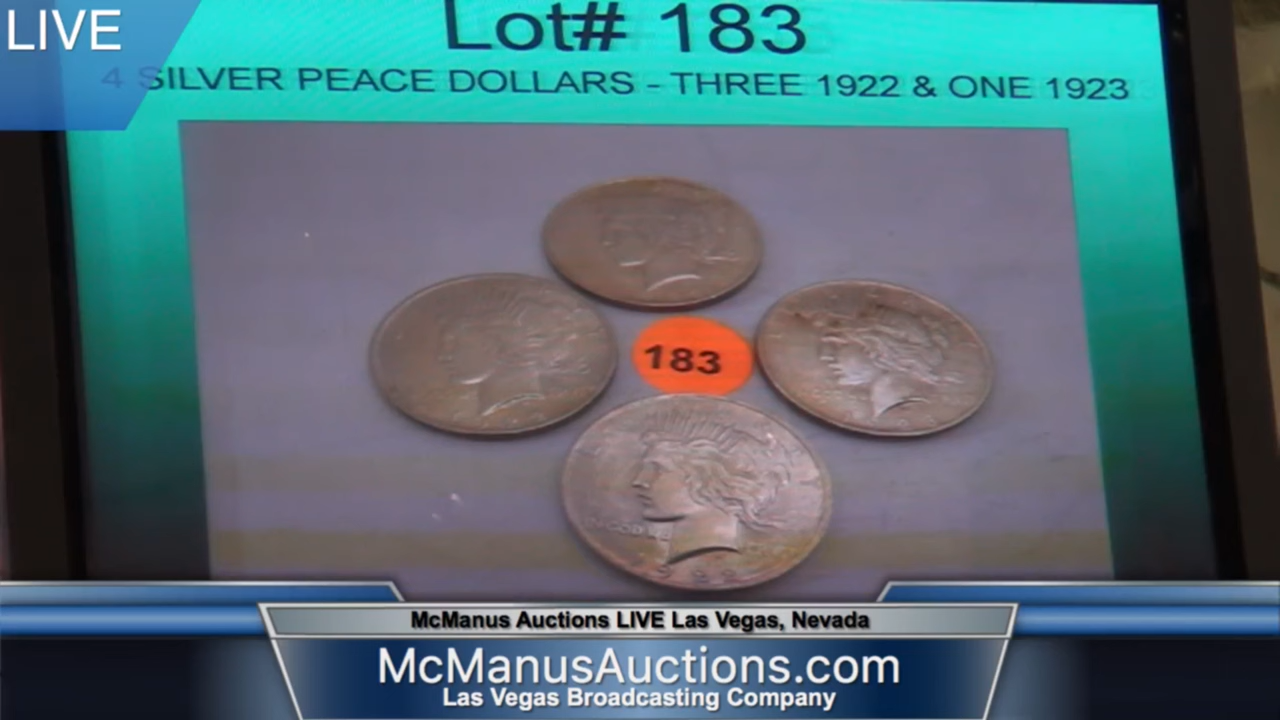 LIVE
Lot# 183
4 SILVER PEACE DOLLARS - THREE 1922 & ONE 1923
183
McManus Auctions LIVE Las Vegas, Nevada
McManusAuctions.com
Las Vegas Broadcasting Company